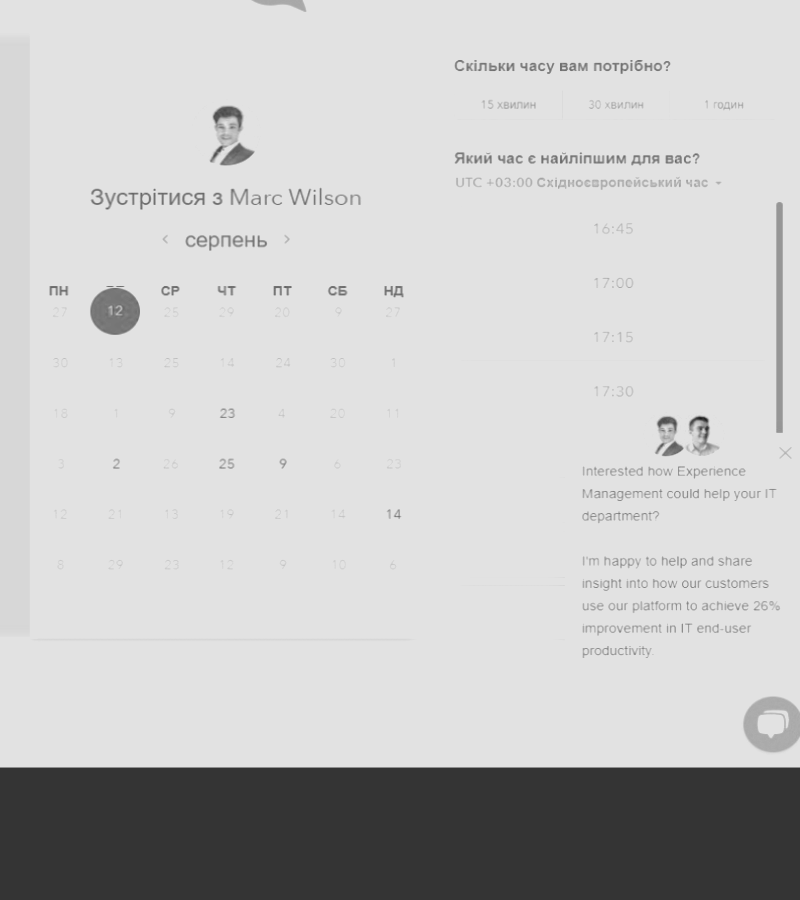 Зустрітися з Marc Wilson
серпень
ПН СР ЧТ ПТ СБ НД
27 12 25 29 20 9 27
30 13 25 14 24 30 1
18 1 9 23 4 20 11
3 2 26 25 9 6 23
12 21 13 19 21 14 14
8 29 23 12 9 10 6
Скільки часу вам потрібно?
15 хвилин 30 хвилин 1 годин
Який час є найліпшим для вас?
UTC +03:00 Східноєвропейський час
16:45
17:00
17:15
17:30
Interested how Experience
Management could help your IT
department?
I'm happy to help and share
insight into how our customers
use our platform to achieve 26%
improvement in IT end-user
productivity.